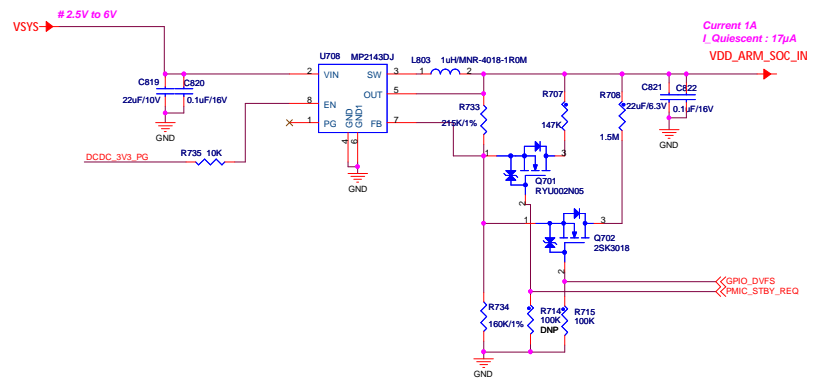 # 2.5V to 6V
VSYS
Current 1A
I_Quiescent : 17µA
VDD_ARM_SOC_IN
U708 MP2143DJ
L803 1uH/MNR-4018-1R0M
2 VIN SW 3 1 2
OUT 5
8 EN
1 PG FB 7
GND
GND1
4
6
GND
C819 C820
22uF/10V 0.1uF/16V
GND
DCDC_3V3_PG
R735 10K
R733
215K/1%
R707
147K
R708
1.5M
C821 C822
22uF/6.3V 0.1uF/16V
GND
1 3
2
Q701
RYU002N05
1 3
2
Q702
2SK3018
GPIO_DVFS
PMIC_STBY_REQ
R734
160K/1%
R714
100K
DNP
R715
100K
GND